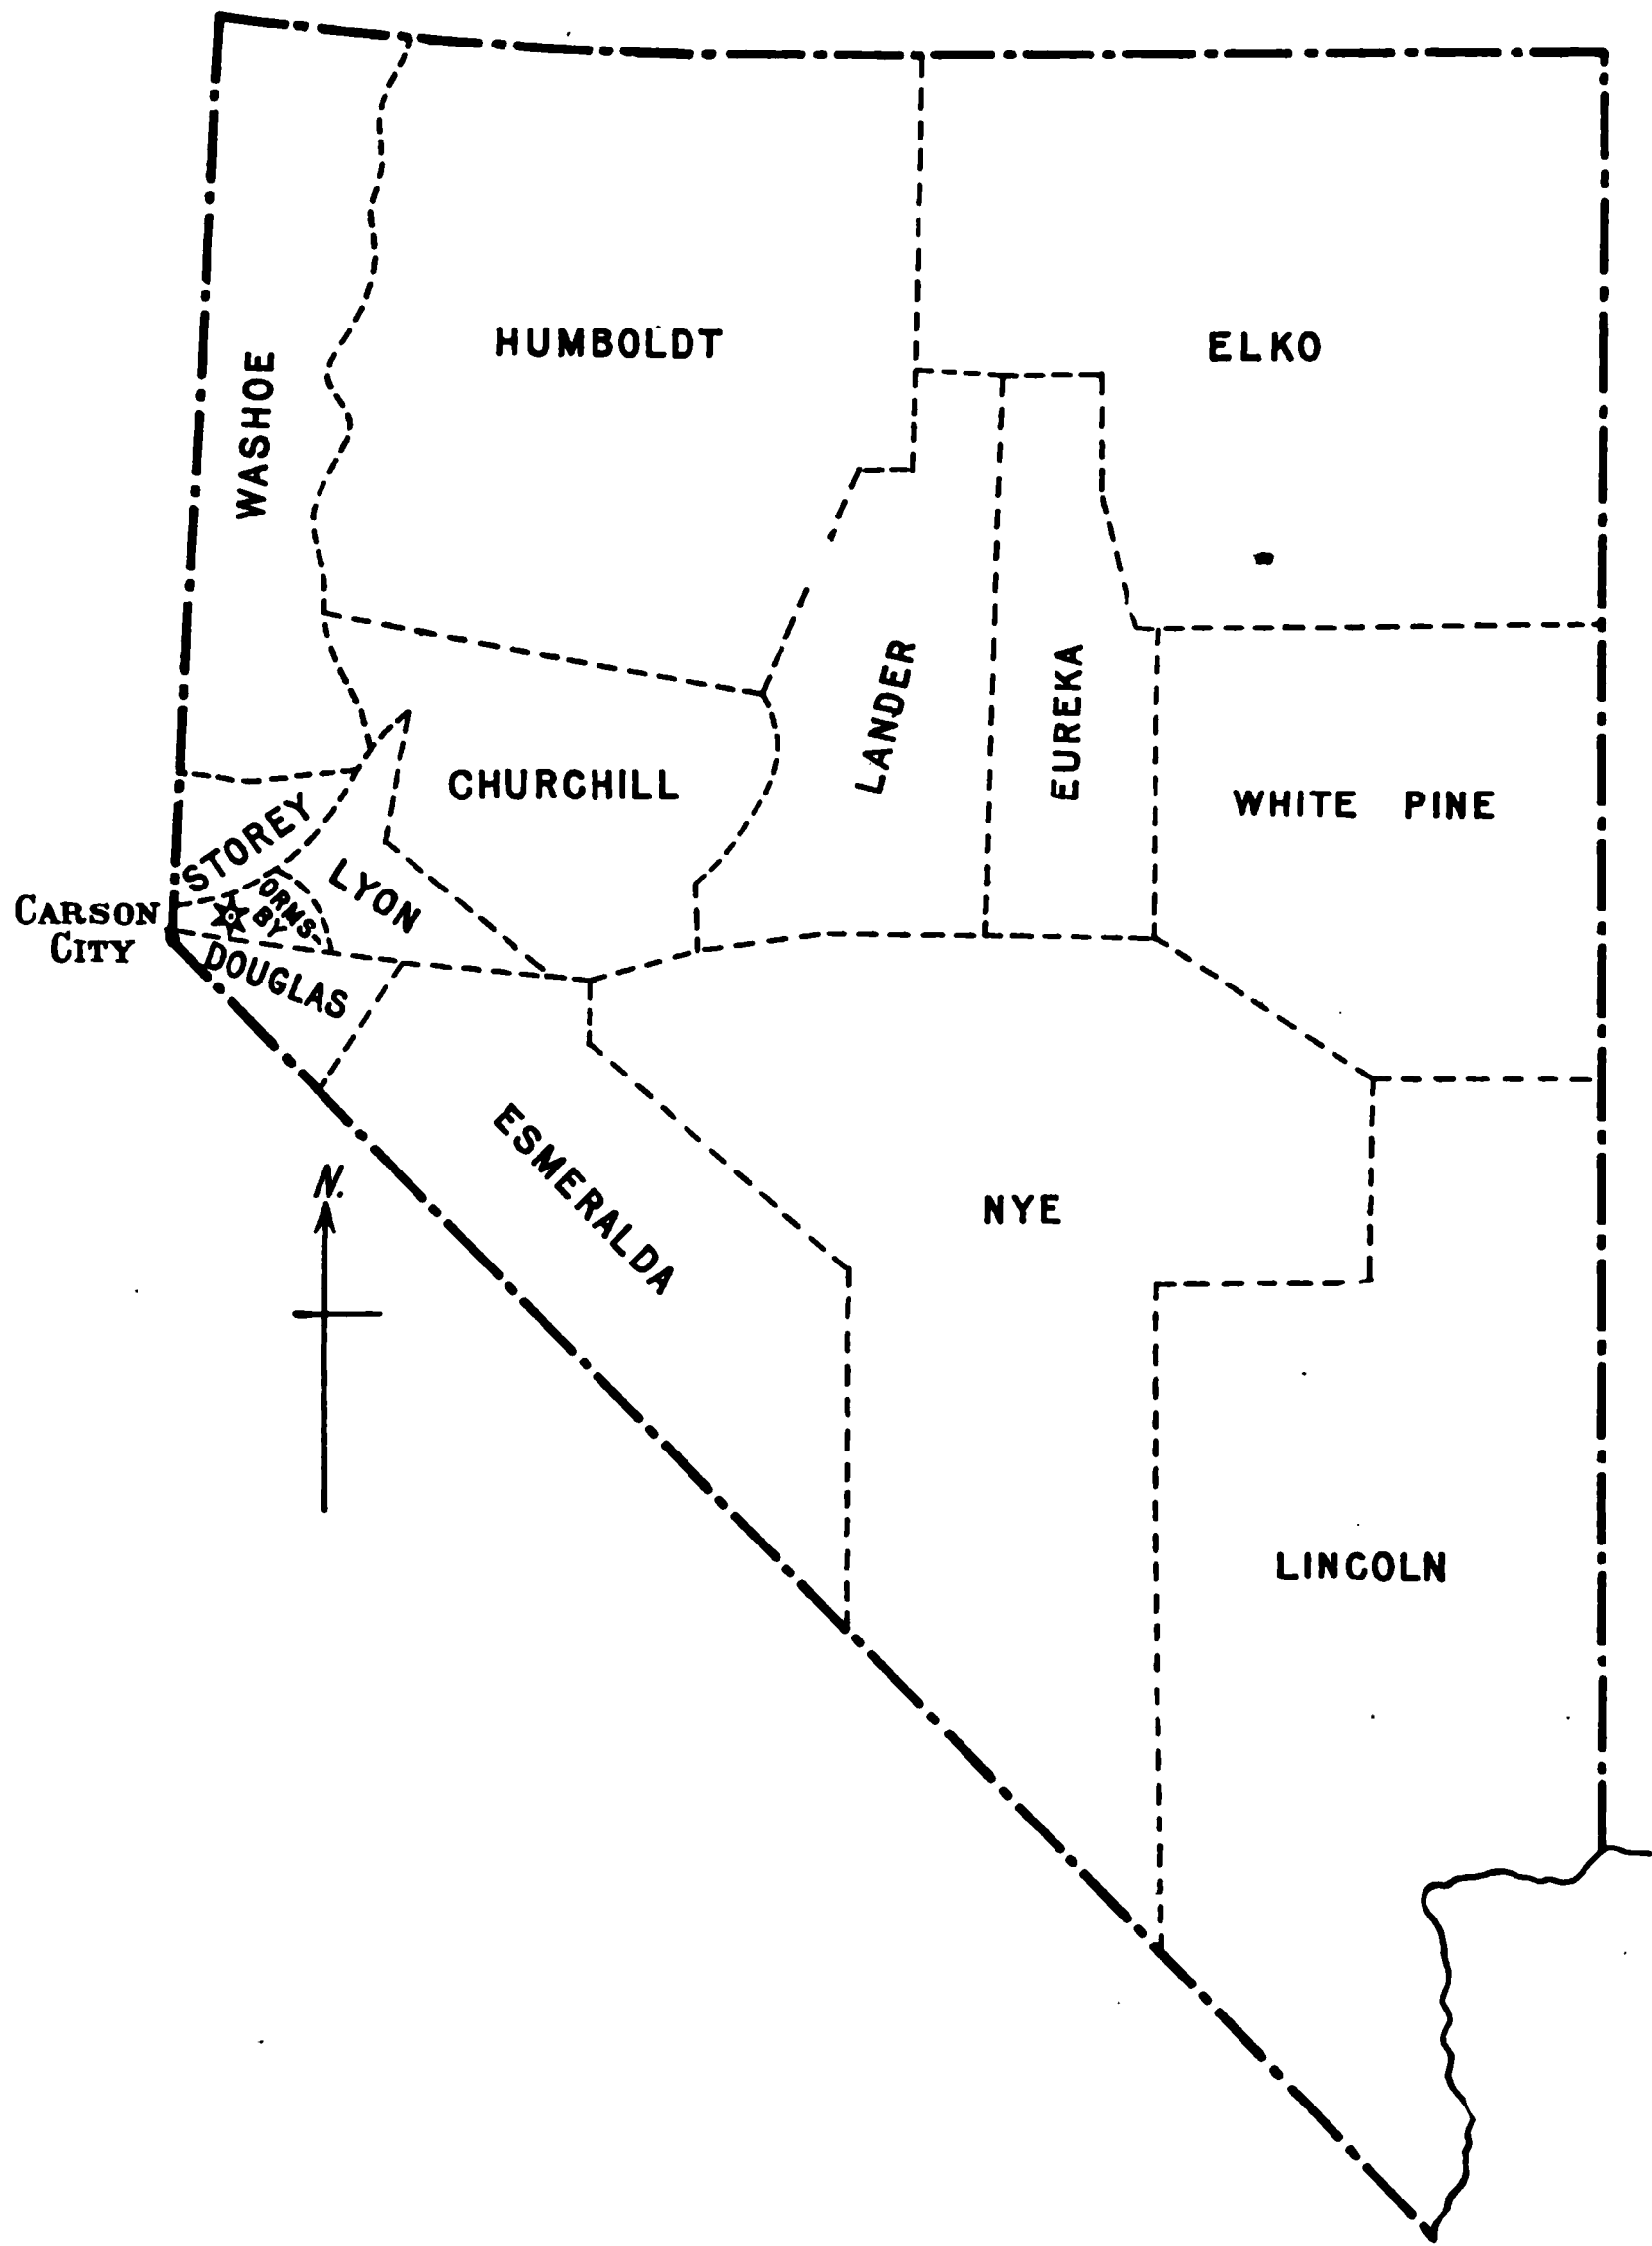 HUMBOLDT
ELKO
WASHOE
LANDER
EUREKA
CHURCHILL
WHITE PINE
STOREY
LYON
ORMS
BY
CARSON
CITY
DOUGLAS
ESMERALDA
N.
NYE
LINCOLN